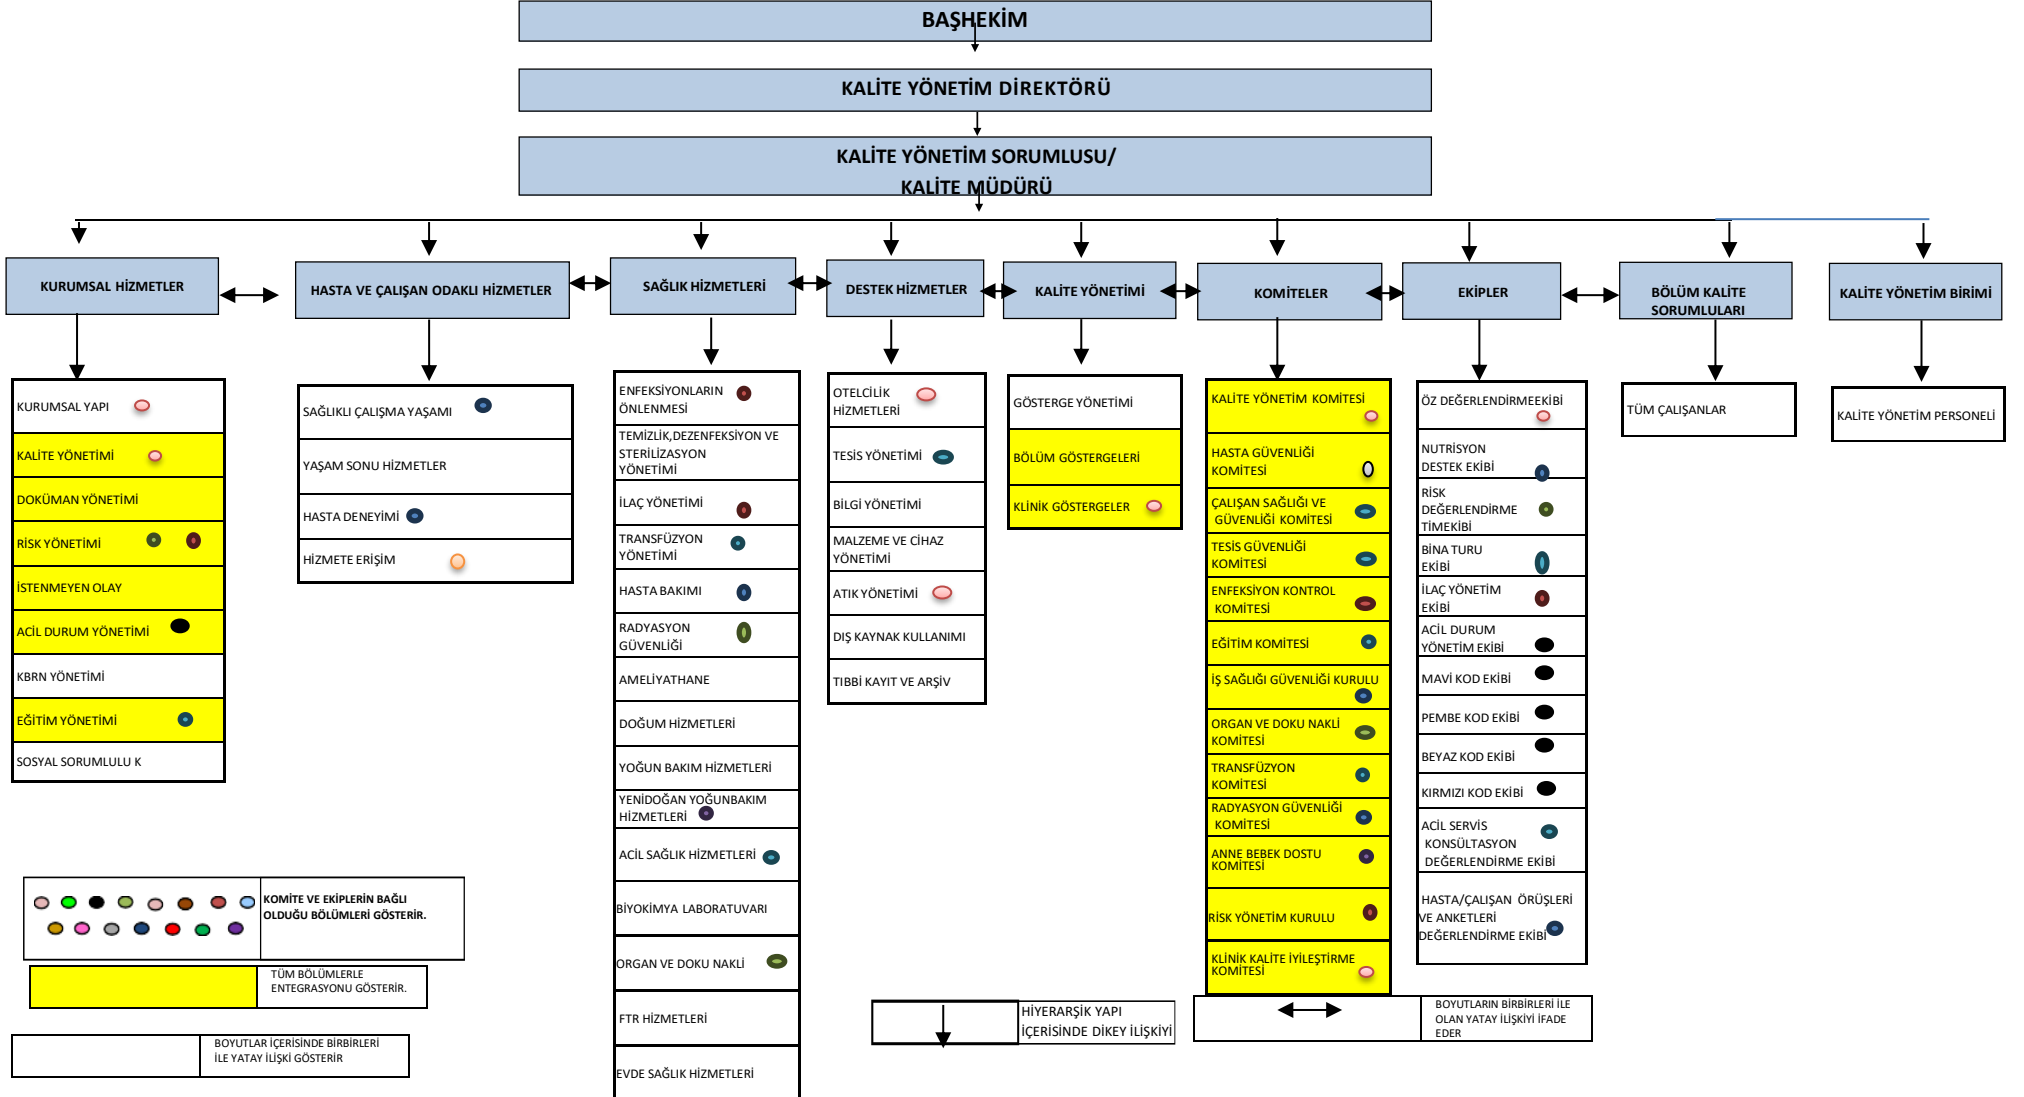 BAŞHEKİM
KALİTE YÖNETİM DİREKTÖRÜ
KALİTE YÖNETİM SORUMLUSU/
KALİTE MÜDÜRÜ
KURUMSAL HİZMETLER
HASTA VE ÇALIŞAN ODAKLI HİZMETLER
SAĞLIK HİZMETLERİ
DESTEK HİZMETLER
KALİTE YÖNETİMİ
KOMİTELER
EKİPLER
BÖLÜM KALİTE
SORUMLULARI
KALİTE YÖNETİM BİRİMİ
KURUMSAL YAPI
KALİTE YÖNETİMİ
DOKÜMAN YÖNETİMİ
RİSK YÖNETİMİ
İSTENMEYEN OLAY
ACİL DURUM YÖNETİMİ
KBRN YÖNETİMİ
EĞİTİM YÖNETİMİ
SOSYAL SORUMLULU K
SAĞLIKLI ÇALIŞMA YAŞAMI
YAŞAM SONU HİZMETLER
HASTA DENEYİMİ
HİZMETE ERİŞİM
ENFEKSİYONLARIN
ÖNLENMESİ
TEMİZLİK,DEZENFEKSİYON VE
STERİLİZASYON
YÖNETİMİ
İLAÇ YÖNETİMİ
TRANSFÜZYON
YÖNETİMİ
HASTA BAKIMI
RADYASYON
GÜVENLİĞİ
AMELİYATHANE
DOĞUM HİZMETLERİ
YOĞUN BAKIM HİZMETLERİ
YENİDOĞAN YOĞUNBAKIM
HİZMETLERİ
ACİL SAĞLIK HİZMETLERİ
BİYOKİMYA LABORATUVARI
ORGAN VE DOKU NAKLİ
FTR HİZMETLERİ
EVDE SAĞLIK HİZMETLERİ
OTELCİLİK
HİZMETLERİ
TESİS YÖNETİMİ
BİLGİ YÖNETİMİ
MALZEME VE CİHAZ
YÖNETİMİ
ATIK YÖNETİMİ
DIŞ KAYNAK KULLANIMI
TIBBİ KAYIT VE ARŞİV
GÖSTERGE YÖNETİMİ
BÖLÜM GÖSTERGELERİ
KLİNİK GÖSTERGELER
KALİTE YÖNETİM KOMİTESİ
HASTA GÜVENLİĞİ
KOMİTESİ
ÇALIŞAN SAĞLIĞI VE
GÜVENLİĞİ KOMİTESİ
TESİS GÜVENLİĞİ
KOMİTESİ
ENFEKSİYON KONTROL
KOMİTESİ
EĞİTİM KOMİTESİ
İŞ SAĞLIĞI GÜVENLİĞİ KURULU
ORGAN VE DOKU NAKLİ
KOMİTESİ
TRANSFÜZYON
KOMİTESİ
RADYASYON GÜVENLİĞİ
KOMİTESİ
ANNE BEBEK DOSTU
KOMİTESİ
RİSK YÖNETİM KURULU
KLİNİK KALİTE İYİLEŞTİRME
KOMİTESİ
ÖZ DEĞERLENDİRMEEKİBİ
NUTRİSYON
DESTEK EKİBİ
RİSK
DEĞERLENDİRME
TİMEKİBİ
BİNA TURU
EKİBİ
İLAÇ YÖNETİM
EKİBİ
ACİL DURUM
YÖNETİM EKİBİ
MAVİ KOD EKİBİ
PEMBE KOD EKİBİ
BEYAZ KOD EKİBİ
KIRMIZI KOD EKİBİ
ACİL SERVİS
KONSÜLTASYON
DEĞERLENDİRME EKİBİ
HASTA/ÇALIŞAN ÖRÜŞLERİ
VE ANKETLERİ
DEĞERLENDİRME EKİBİ
TÜM ÇALIŞANLAR
KALİTE YÖNETİM PERSONELİ
KOMİTE VE EKİPLERİN BAĞLI
OLDUĞU BÖLÜMLERİ GÖSTERİR.
TÜM BÖLÜMLERLE
ENTEGRASYONU GÖSTERİR.
BOYUTLAR İÇERİSİNDE BİRBİRLERİ
İLE YATAY İLİŞKİ GÖSTERİR
HİYERARŞİK YAPI
İÇERİSİNDE DİKEY İLİŞKİYİ
BOYUTLARIN BİRBİRLERİ İLE
OLAN YATAY İLİŞKİYİ İFADE
EDER